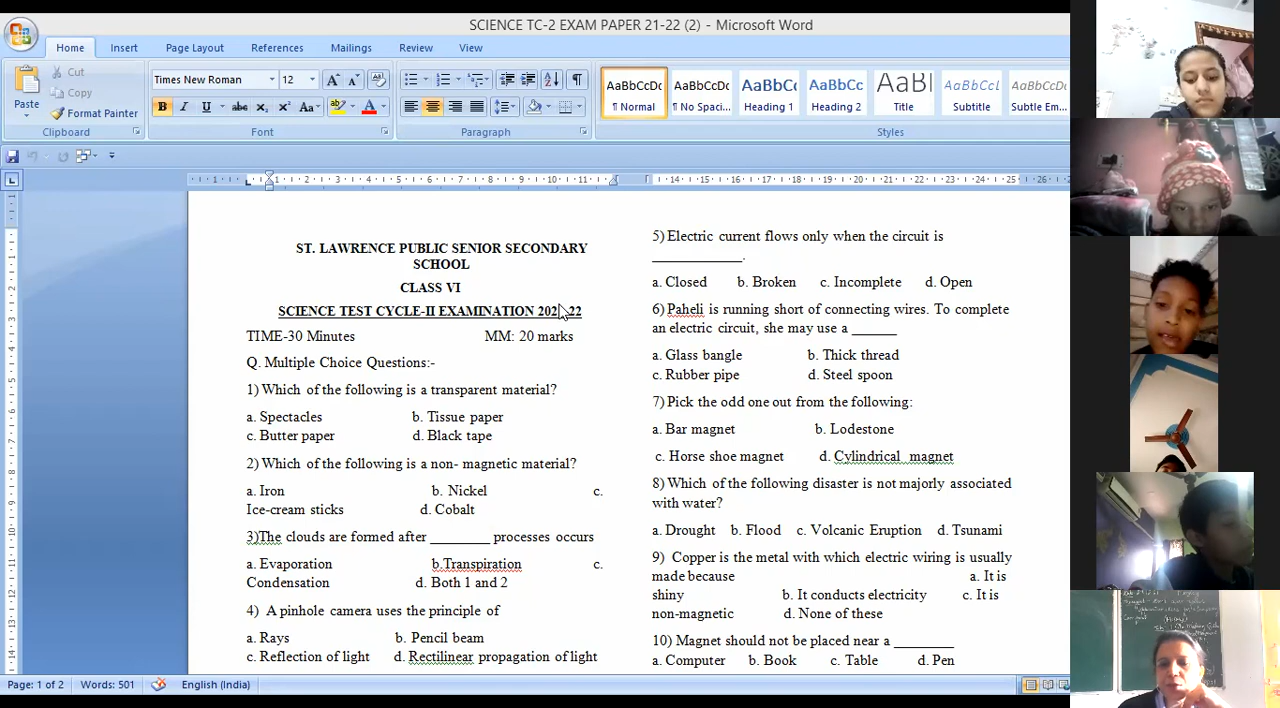 SCIENCE TC-2 EXAM PAPER 21-22 (2) - Microsoft Word
Home Insert Page Layout References Mailings Review View
Paste
Cut
Copy
Format Painter
Clipboard
Times New Roman 12
Font
Paragraph
AaBbCcDc AaBbCcDc AaBbCc AaBbCc AaBl AaBbCcL AaBbCcDa
¶ Normal ¶ No Spaci... Heading 1 Heading 2 Title Subtitle Subtle Em...
Styles
ST. LAWRENCE PUBLIC SENIOR SECONDARY
SCHOOL
CLASS VI
SCIENCE TEST CYCLE-II EXAMINATION 2021-22
TIME-30 Minutes MM: 20 marks
Q. Multiple Choice Questions:-
1) Which of the following is a transparent material?
a. Spectacles b. Tissue paper
c. Butter paper d. Black tape
2) Which of the following is a non- magnetic material?
a. Iron b. Nickel c.
Ice-cream sticks d. Cobalt
3)The clouds are formed after ________ processes occurs
a. Evaporation b.Transpiration c.
Condensation d. Both 1 and 2
4) A pinhole camera uses the principle of
a. Rays b. Pencil beam
c. Reflection of light d. Rectilinear propagation of light
5) Electric current flows only when the circuit is
____________.
a. Closed b. Broken c. Incomplete d. Open
6) Paheli is running short of connecting wires. To complete
an electric circuit, she may use a ______
a. Glass bangle b. Thick thread
c. Rubber pipe d. Steel spoon
7) Pick the odd one out from the following:
a. Bar magnet b. Lodestone
c. Horse shoe magnet d. Cylindrical magnet
8) Which of the following disaster is not majorly associated
with water?
a. Drought b. Flood c. Volcanic Eruption d. Tsunami
9) Copper is the metal with which electric wiring is usually
made because a. It is
shiny b. It conducts electricity c. It is
non-magnetic d. None of these
10) Magnet should not be placed near a ________
a. Computer b. Book c. Table d. Pen
Page: 1 of 2 Words: 501 English (India)